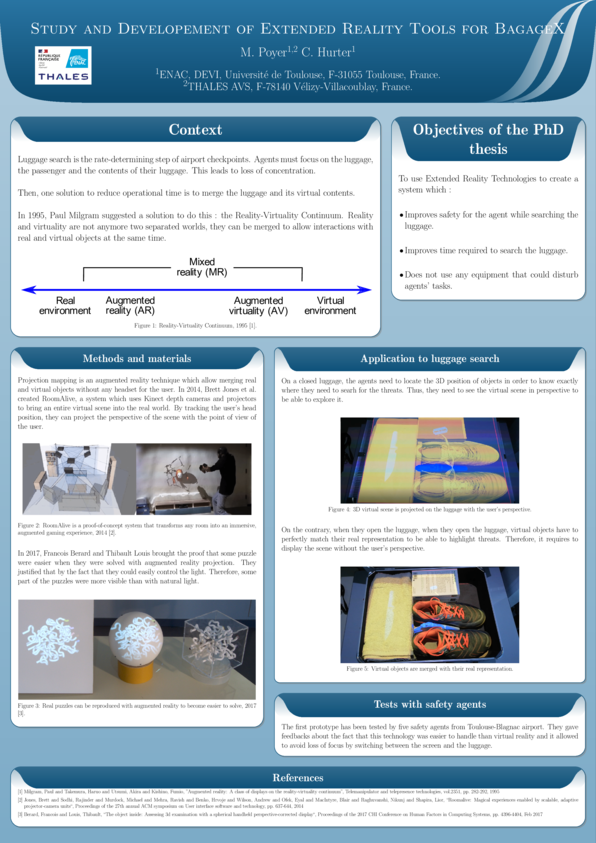 Study and Developement of Extended Reality Tools for BagageX
M. Poyer1,2 C. Hurter1
1ENAC, DEVI, Université de Toulouse, F-31055 Toulouse, France.
2THALES AVS, F-78140 Vélizy-Villacoublay, France.
RÉPUBLIQUE
FRANÇAISE
THALES
Context
Luggage search is the rate-determining step of airport checkpoints. Agents must focus on the luggage,
the passenger and the contents of their luggage. This leads to loss of concentration.
Then, one solution to reduce operational time is to merge the luggage and its virtual contents.
In 1995, Paul Milgram suggested a solution to do this : the Reality-Virtuality Continuum. Reality
and virtuality are not anymore two separated worlds, they can be merged to allow interactions with
real and virtual objects at the same time.
Mixed
reality (MR)
Real
environment
Augmented
reality (AR)
Augmented
virtuality (AV)
Virtual
environment
Figure 1: Reality-Virtuality Continuum, 1995 [1].
Objectives of the PhD
thesis
To use Extended Reality Technologies to create a
system which :
•Improves safety for the agent while searching the
luggage.
•Improves time required to search the luggage.
•Does not use any equipment that could disturb
agents' tasks.
Methods and materials
Projection mapping is an augmented reality technique which allow merging real
and virtual objects without any headset for the user. In 2014, Brett Jones et al.
created RoomAlive, a system which uses Kinect depth cameras and projectors
to bring an entire virtual scene into the real world. By tracking the user's head
position, they can project the perspective of the scene with the point of view of
the user.
Figure 2: RoomAlive is a proof-of-concept system that transforms any room into an immersive,
augmented gaming experience, 2014 [2].
In 2017, Francois Berard and Thibault Louis brought the proof that some puzzle
were easier when they were solved with augmented reality projection. They
justified that by the fact that they could easily control the light. Therefore, some
part of the puzzles were more visible than with natural light.
Figure 3: Real puzzles can be reproduced with augmented reality to become easier to solve, 2017
[3].
Application to luggage search
On a closed luggage, the agents need to locate the 3D position of objects in order to know exactly
where they need to search for the threats. Thus, they need to see the virtual scene in perspective to
be able to explore it.
Figure 4: 3D virtual scene is projected on the luggage with the user's perspective.
On the contrary, when they open the luggage, when they open the luggage, virtual objects have to
perfectly match their real representation to be able to highlight threats. Therefore, it requires to
display the scene without the user's perspective.
Figure 5: Virtual objects are merged with their real representation.
Tests with safety agents
The first prototype has been tested by five safety agents from Toulouse-Blagnac airport. They gave
feedbacks about the fact that this technology was easier to handle than virtual reality and it allowed
to avoid loss of focus by switching between the screen and the luggage.
References
[1] Milgram, Paul and Takemura, Haruo and Utsumi, Akira and Kishino, Fumio. "Augmented reality: A class of displays on the reality-virtuality continuum", Telemanipulator and telepresence technologies, vol.2351, pp. 282-292, 1995.
[2] Jones, Brett and Sodhi, Rajinder and Murdock, Michael and Mehra, Ravish and Benko, Hrvoje and Wilson, Andrew and Ofek, Eyal and MacIntyre, Blair and Raghuvanshi, Nikunj and Shapira, Lior, "Roomalive: Magical experiences enabled by scalable, adaptive
projector-camera units", Proceedings of the 27th annual ACM symposium on User interface software and technology, pp. 637-644, 2014
[3] Berard, Francois and Louis, Thibault, "The object inside: Assessing 3d examination with a spherical handheld perspective-corrected display", Proceedings of the 2017 CHI Conference on Human Factors in Computing Systems, pp. 4396-4404, Feb 2017